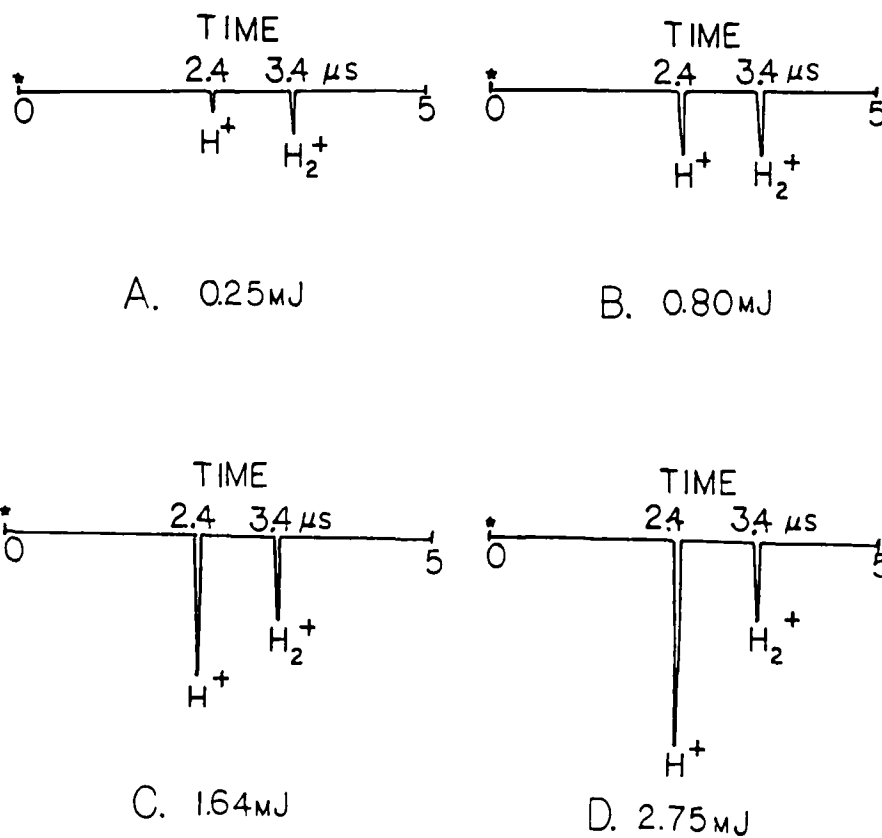 TIME
* 2.4 3.4 μs
0 5
H⁺ H₂⁺
A. 0.25MJ
TIME
* 2.4 3.4 μs
0 5
H⁺ H₂⁺
B. 0.80MJ
TIME
* 2.4 3.4 μs
0 5
H₂⁺
H⁺
C. 1.64MJ
TIME
* 2.4 3.4 μs
0 5
H₂⁺
H⁺
D. 2.75MJ